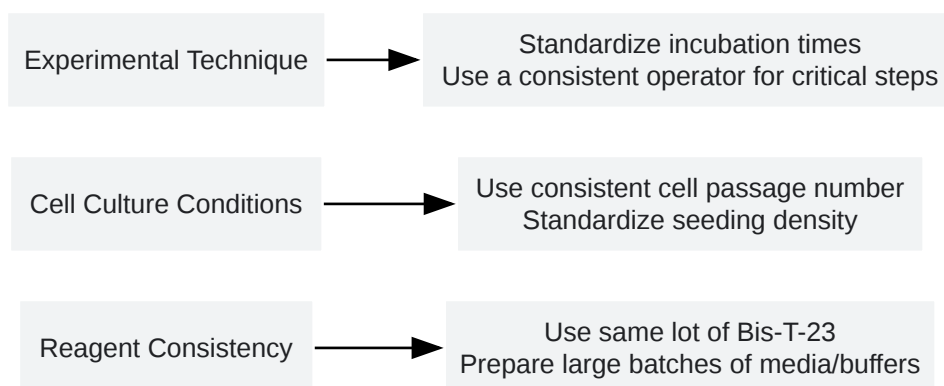 Experimental Technique
Standardize incubation times
Use a consistent operator for critical steps
Cell Culture Conditions
Use consistent cell passage number
Standardize seeding density
Reagent Consistency
Use same lot of Bis-T-23
Prepare large batches of media/buffers